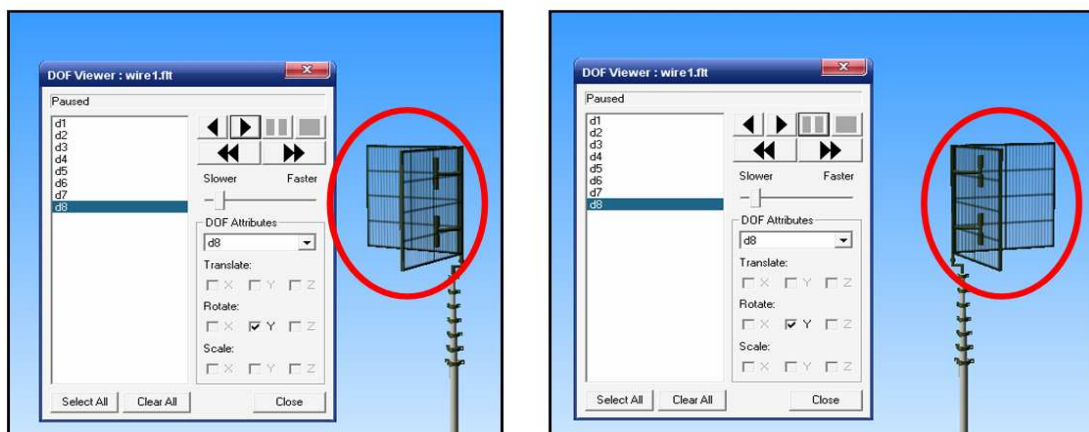 DOF Viewer : wire1.flt
Paused
d1
d2
d3
d4
d5
d6
d7
d8
Slower Faster
DOF Attributes
d8
Translate:
X Y Z
Rotate:
X Y Z
Scale:
X Y Z
Select All Clear All Close
DOF Viewer : wire1.flt
Paused
d1
d2
d3
d4
d5
d6
d7
d8
Slower Faster
DOF Attributes
d8
Translate:
X Y Z
Rotate:
X Y Z
Scale:
X Y Z
Select All Clear All Close